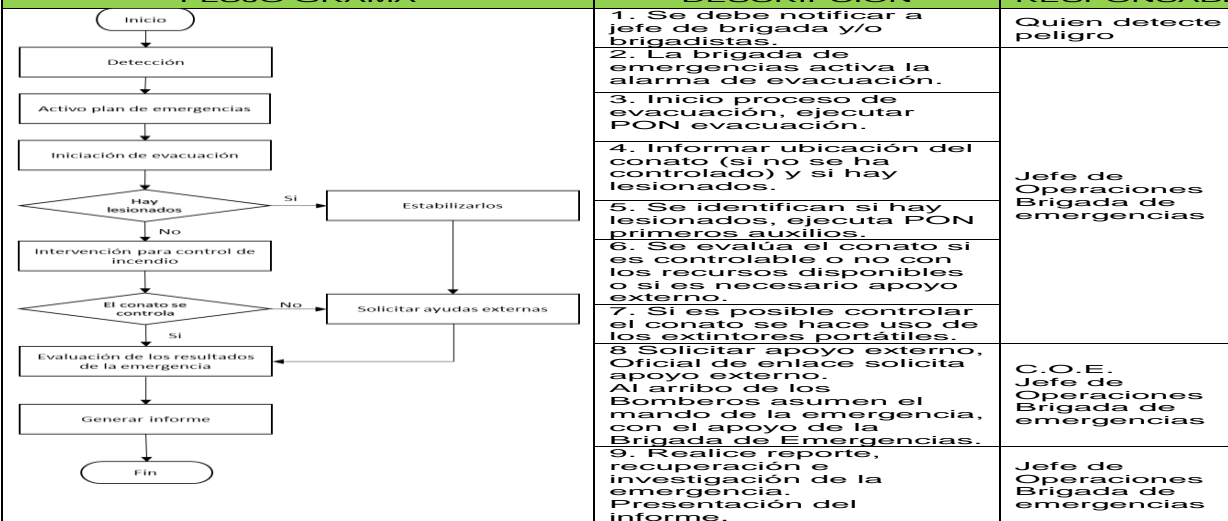 FLUJO GRAMA
DESCRIPCIÓN
Inicio
Detección
Activo plan de emergencias
Iniciación de evacuación
Hay
lesionados
Si
Estabilizarlos
No
Intervención para control de
incendio
El conato se
controla
No
Solicitar ayudas externas
Si
Evaluación de los resultados
de la emergencia
Generar informe
Fin
1. Se debe notificar a
jefe de brigada y/o
brigadistas.
Quien detecte
peligro
2. La brigada de
emergencias activa la
alarma de evacuación.
3. Inicio proceso de
evacuación, ejecutar
PON evacuación.
4. Informar ubicación del
conato (si no se ha
controlado) y si hay
lesionados.
5. Se identifican si hay
lesionados, ejecuta PON
primeros auxilios.
6. Se evalúa el conato si
es controlable o no con
los recursos disponibles
o si es necesario apoyo
externo.
7. Si es posible controlar
el conato se hace uso de
los extintores portátiles.
Jefe de
Operaciones
Brigada de
emergencias
8 Solicitar apoyo externo,
Oficial de enlace solicita
apoyo externo.
Al arribo de los
Bomberos asumen el
mando de la emergencia,
con el apoyo de la
Brigada de Emergencias.
C.O.E.
Jefe de
Operaciones
Brigada de
emergencias
9. Realice reporte,
recuperación e
investigación de la
emergencia.
Presentación del
informe.
Jefe de
Operaciones
Brigada de
emergencias